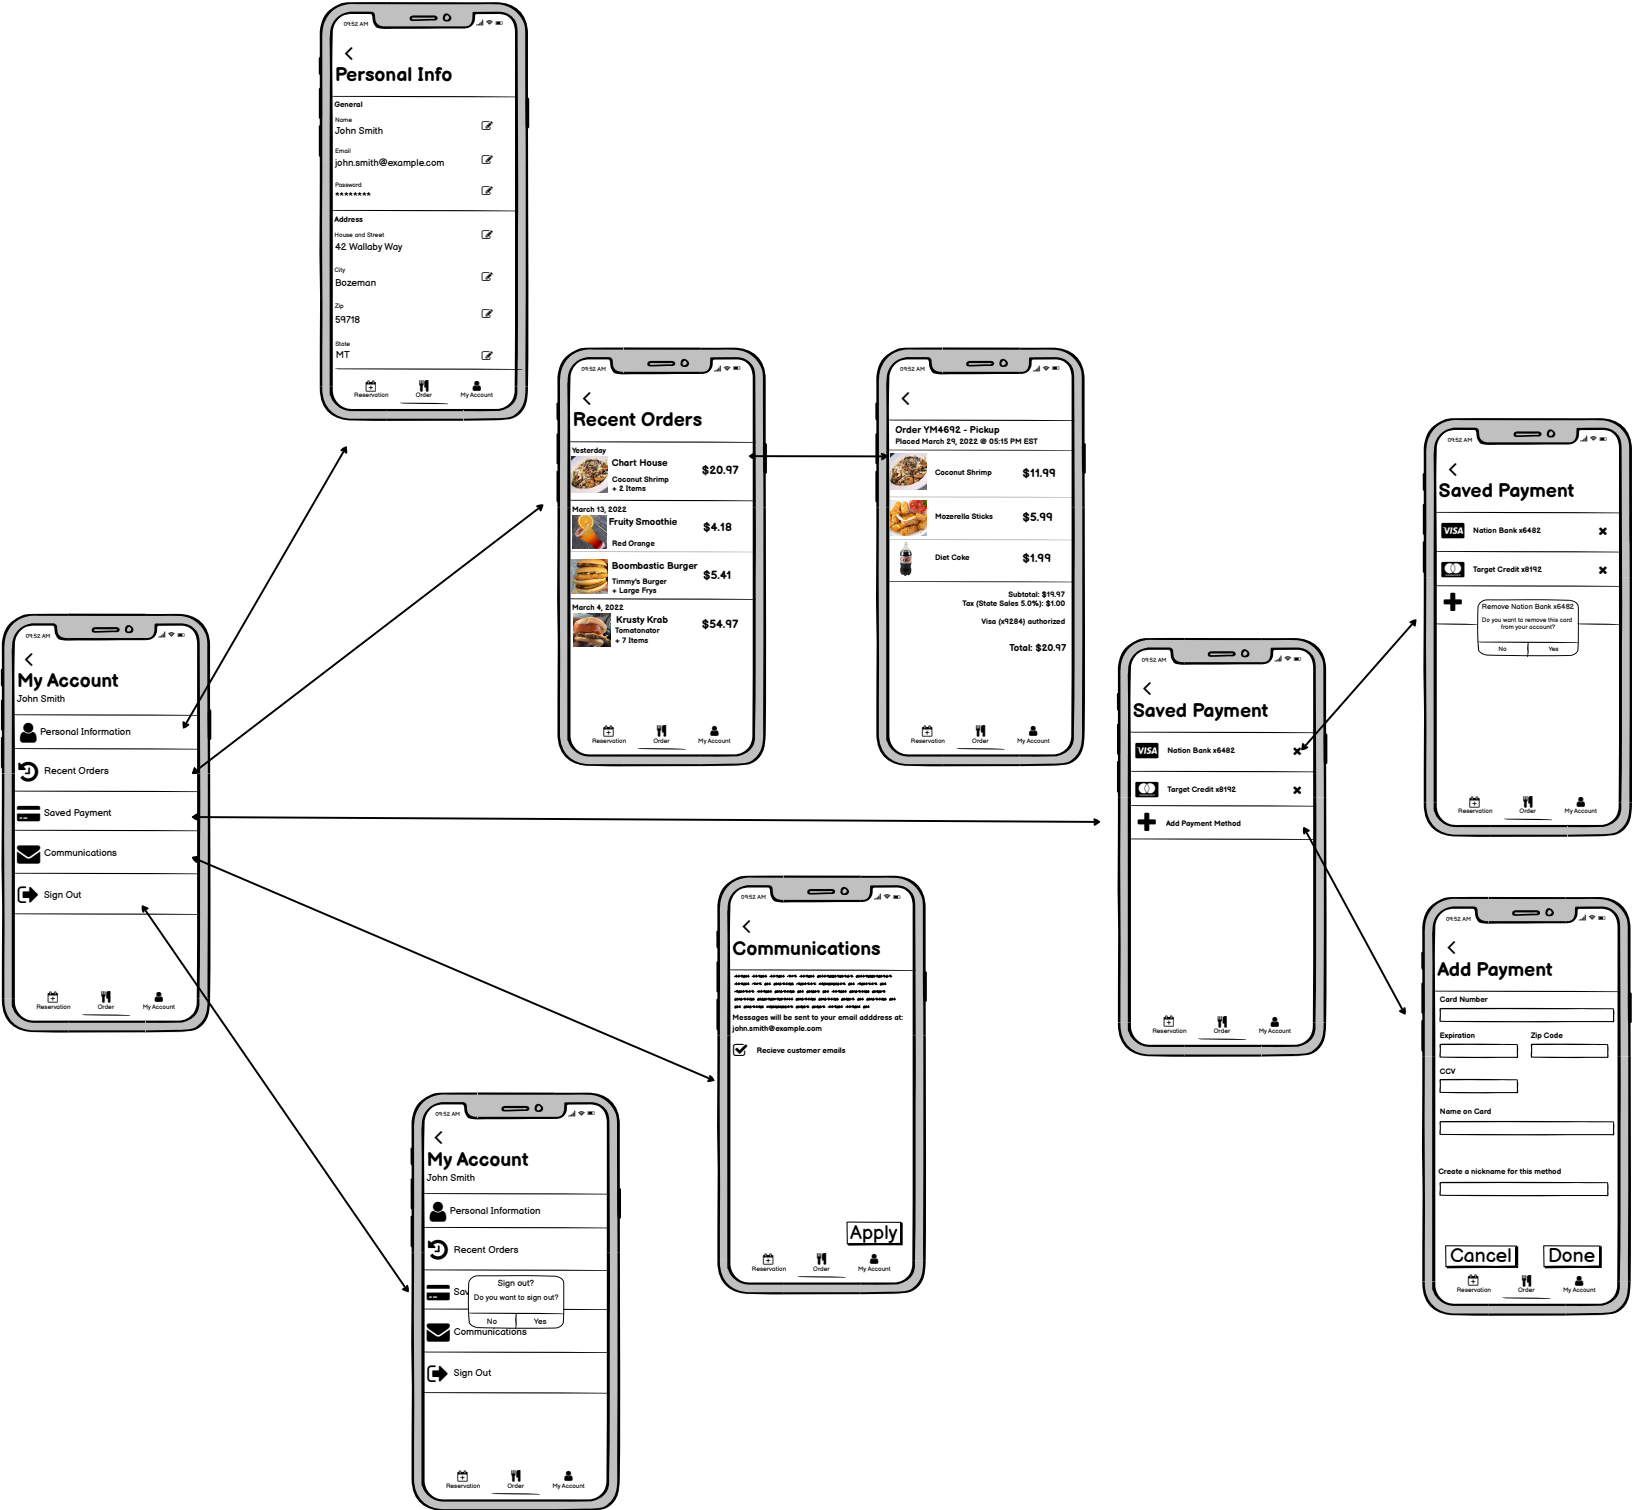 09:52 AM
Personal Info
General
Name
John Smith
Email
john.smith@example.com
Password
********
Address
House and Street
42 Wallaby Way
City
Bozeman
Zip
59718
State
MT
Reservation Order My Account
09:52 AM
Recent Orders
Yesterday
Chart House
$20.97
Coconut Shrimp
+ 2 Items
March 13, 2022
Fruity Smoothie
$4.18
Red Orange
Boombastic Burger
$5.41
Timmy's Burger
+ Large Frys
March 4, 2022
Krusty Krab
$54.97
Tomatonator
+ 7 Items
Reservation Order My Account
09:52 AM
Order YM4692 - Pickup
Placed March 29, 2022 @ 05:15 PM EST
Coconut Shrimp $11.99
Mozerella Sticks $5.99
Diet Coke $1.99
Subtotal: $19.97
Tax (State Sales 5.0%): $1.00
Visa (x9284) authorized
Total: $20.97
Reservation Order My Account
09:52 AM
Saved Payment
VISA Nation Bank x6482
Target Credit x8192
Remove Nation Bank x6482
Do you want to remove this card
from your account?
No Yes
Reservation Order My Account
09:52 AM
My Account
John Smith
Personal Information
Recent Orders
Saved Payment
Communications
Sign Out
Reservation Order My Account
09:52 AM
Saved Payment
VISA Nation Bank x6482
Target Credit x8192
Add Payment Method
Reservation Order My Account
09:52 AM
Communications
Messages will be sent to your email adddress at:
john.smith@example.com
Recieve customer emails
Apply
Reservation Order My Account
09:52 AM
Add Payment
Card Number
Expiration Zip Code
CCV
Name on Card
Create a nickname for this method
Cancel Done
Reservation Order My Account
09:52 AM
My Account
John Smith
Personal Information
Recent Orders
Sav
Sign out?
Do you want to sign out?
No Yes
Communications
Sign Out
Reservation Order My Account